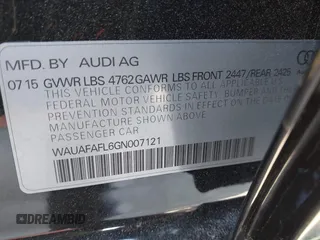 MFD. BY AUDI AG
07 15 GVWR LBS 4762 GAWR LBS FRONT 2447/REAR 2425
THIS VEHICLE CONFORMS TO ALL APPLICABLE
FEDERAL MOTOR VEHICLE SAFETY, BUMPER AND THEFT
PREVENTION STANDARDS IN EFFECT ON THE DATE OF
MANUFACTURE SHOWN ABOVE
PASSENGER CAR
WAUAFAFL6GN007121
DREAMBID